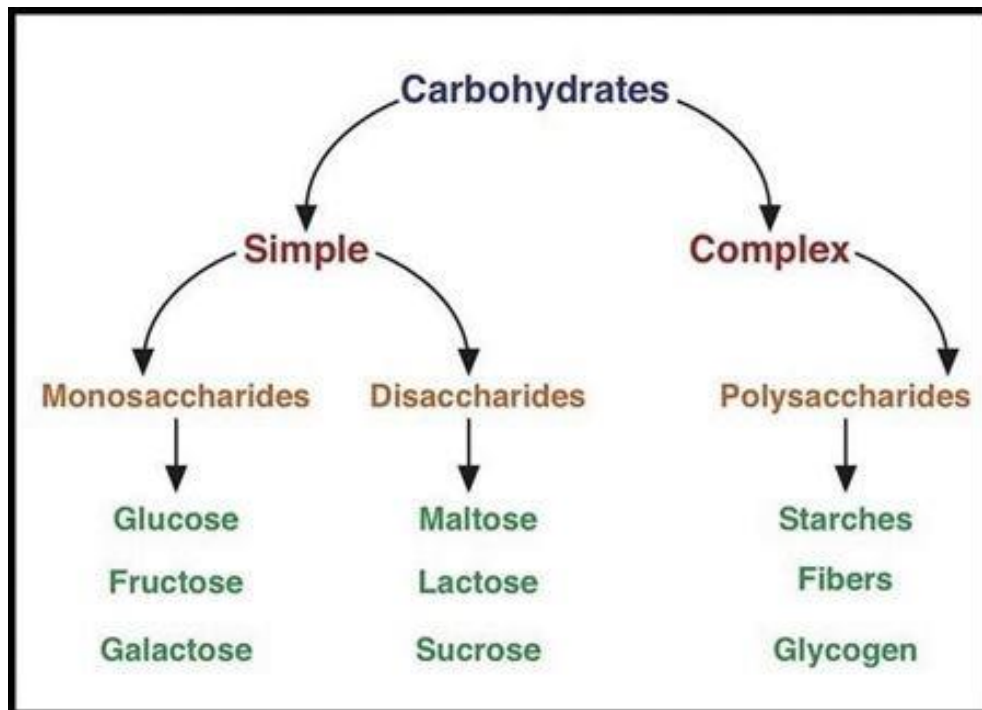 Carbohydrates
Simple
Complex
Monosaccharides
Disaccharides
Polysaccharides
Glucose
Maltose
Starches
Fructose
Lactose
Fibers
Galactose
Sucrose
Glycogen